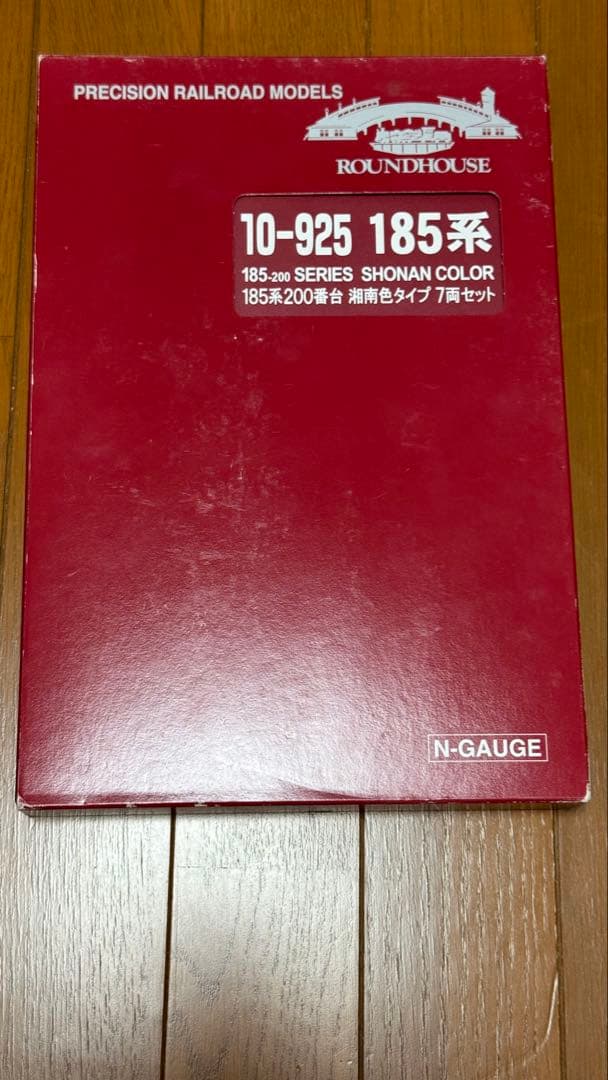 PRECISION RAILROAD MODELS
ROUNDHOUSE
10-925 185系
185-200 SERIES SHONAN COLOR
185系200番台 湘南色タイプ 7両セット
N-GAUGE